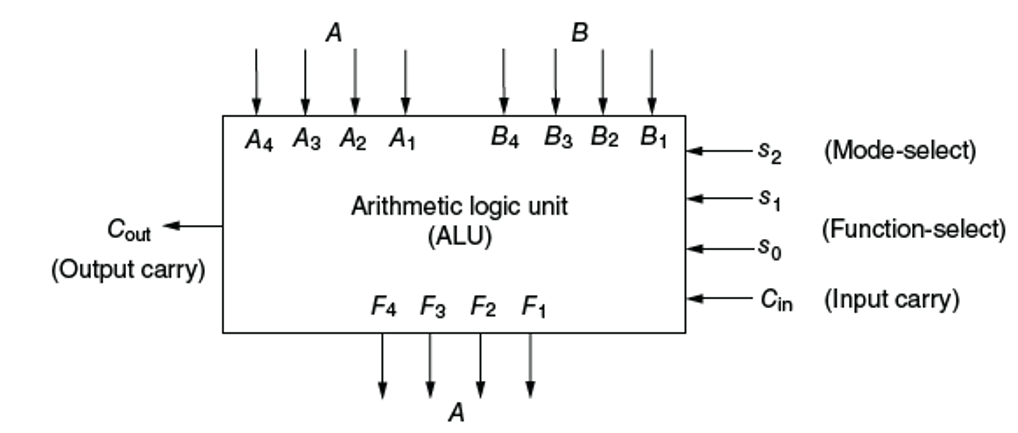 A B
A4 A3 A2 A1 B4 B3 B2 B1
s2 (Mode-select)
s1
Arithmetic logic unit
(ALU)
Cout
(Function-select)
s0
(Output carry)
Cin (Input carry)
F4 F3 F2 F1
A